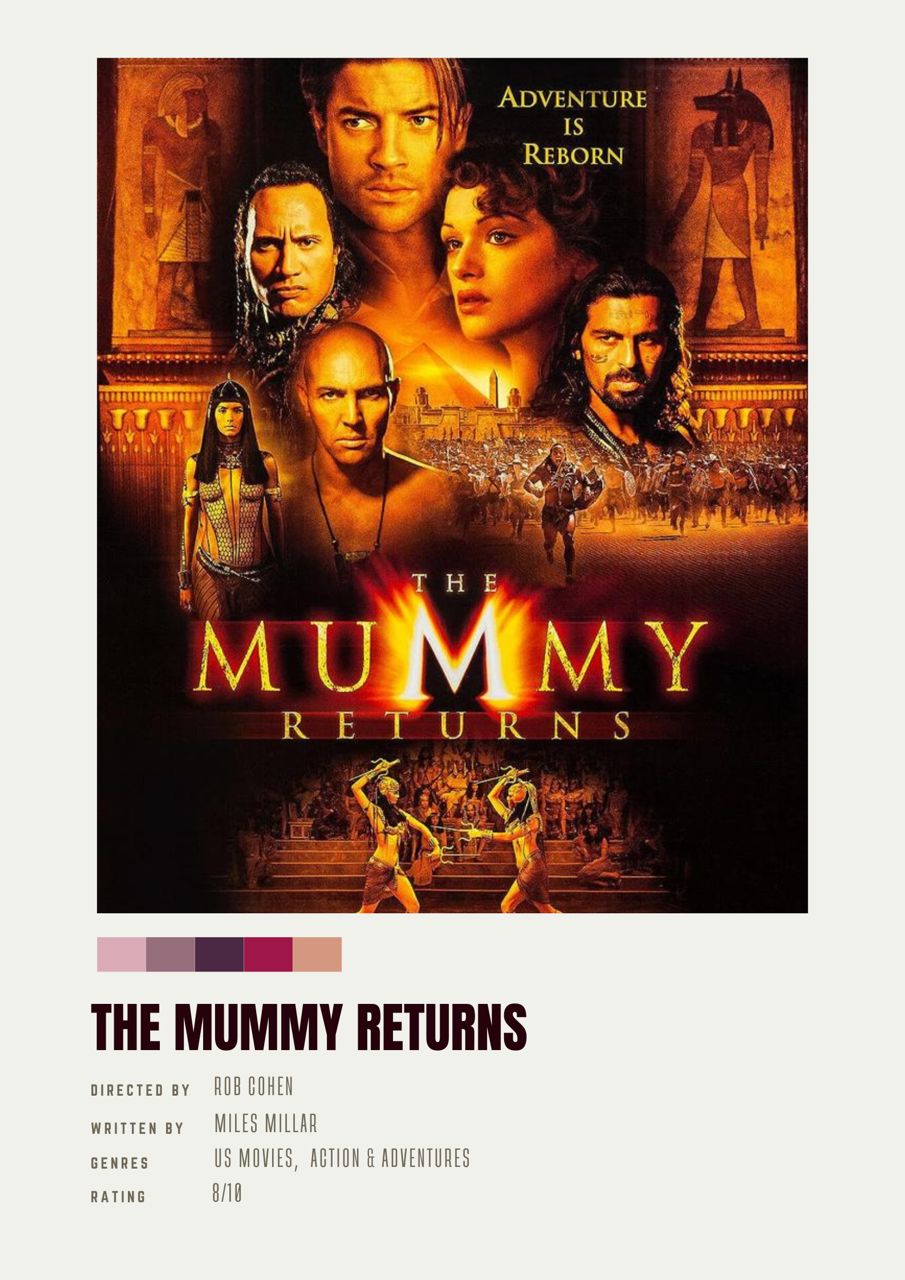 ADVENTURE
IS
REBORN
THE
MUMMY
RETURNS
THE MUMMY RETURNS
DIRECTED BY ROB COHEN
WRITTEN BY MILES MILLAR
GENRES US MOVIES, ACTION & ADVENTURES
RATING 8/10